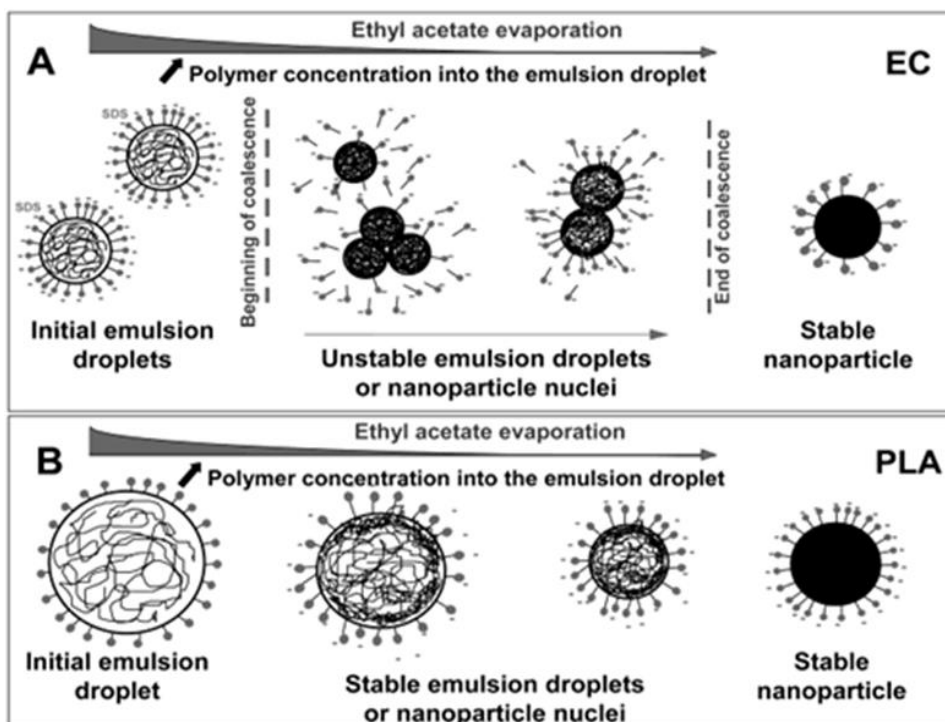 Ethyl acetate evaporation
A
EC
Polymer concentration into the emulsion droplet
SDS
SDS
Beginning of coalescence
End of coalescence
Initial emulsion
droplets
Unstable emulsion droplets
or nanoparticle nuclei
Stable
nanoparticle
Ethyl acetate evaporation
B
PLA
Polymer concentration into the emulsion droplet
Initial emulsion
droplet
Stable emulsion droplets
or nanoparticle nuclei
Stable
nanoparticle